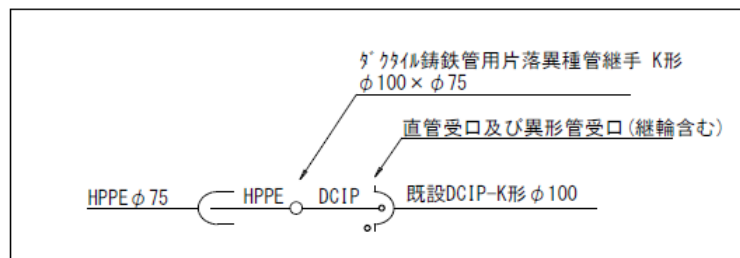 ﾀﾞｸﾀｲﾙ鋳鉄管用片落異種管継手 K形
φ100×φ75
直管受口及び異形管受口(継輪含む)
HPPEφ75 HPPE DCIP 既設DCIP-K形φ100